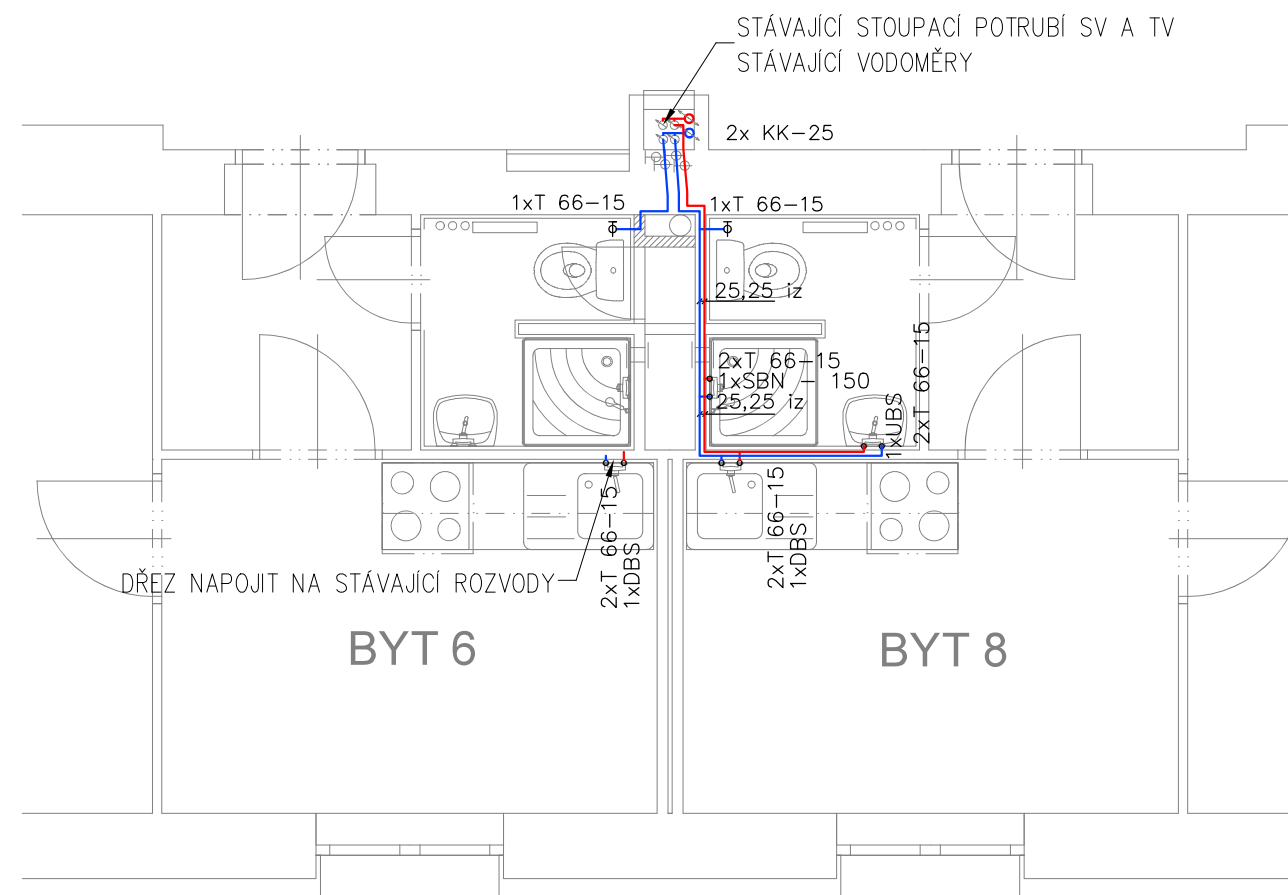 STÁVAJÍCÍ STOUPACÍ POTRUBÍ SV A TV
STÁVAJÍCÍ VODOMĚRY
2x KK-25
1xT 66-15
1xT 66-15
25,25 iz
2xT 66-15
1xSBN - 150
25,25 iz
1xUBS
2xT 66-15
2xT 66-15
1xDBS
2xT 66-15
1xDBS
DŘEZ NAPOJIT NA STÁVAJÍCÍ ROZVODY
BYT 6
BYT 8